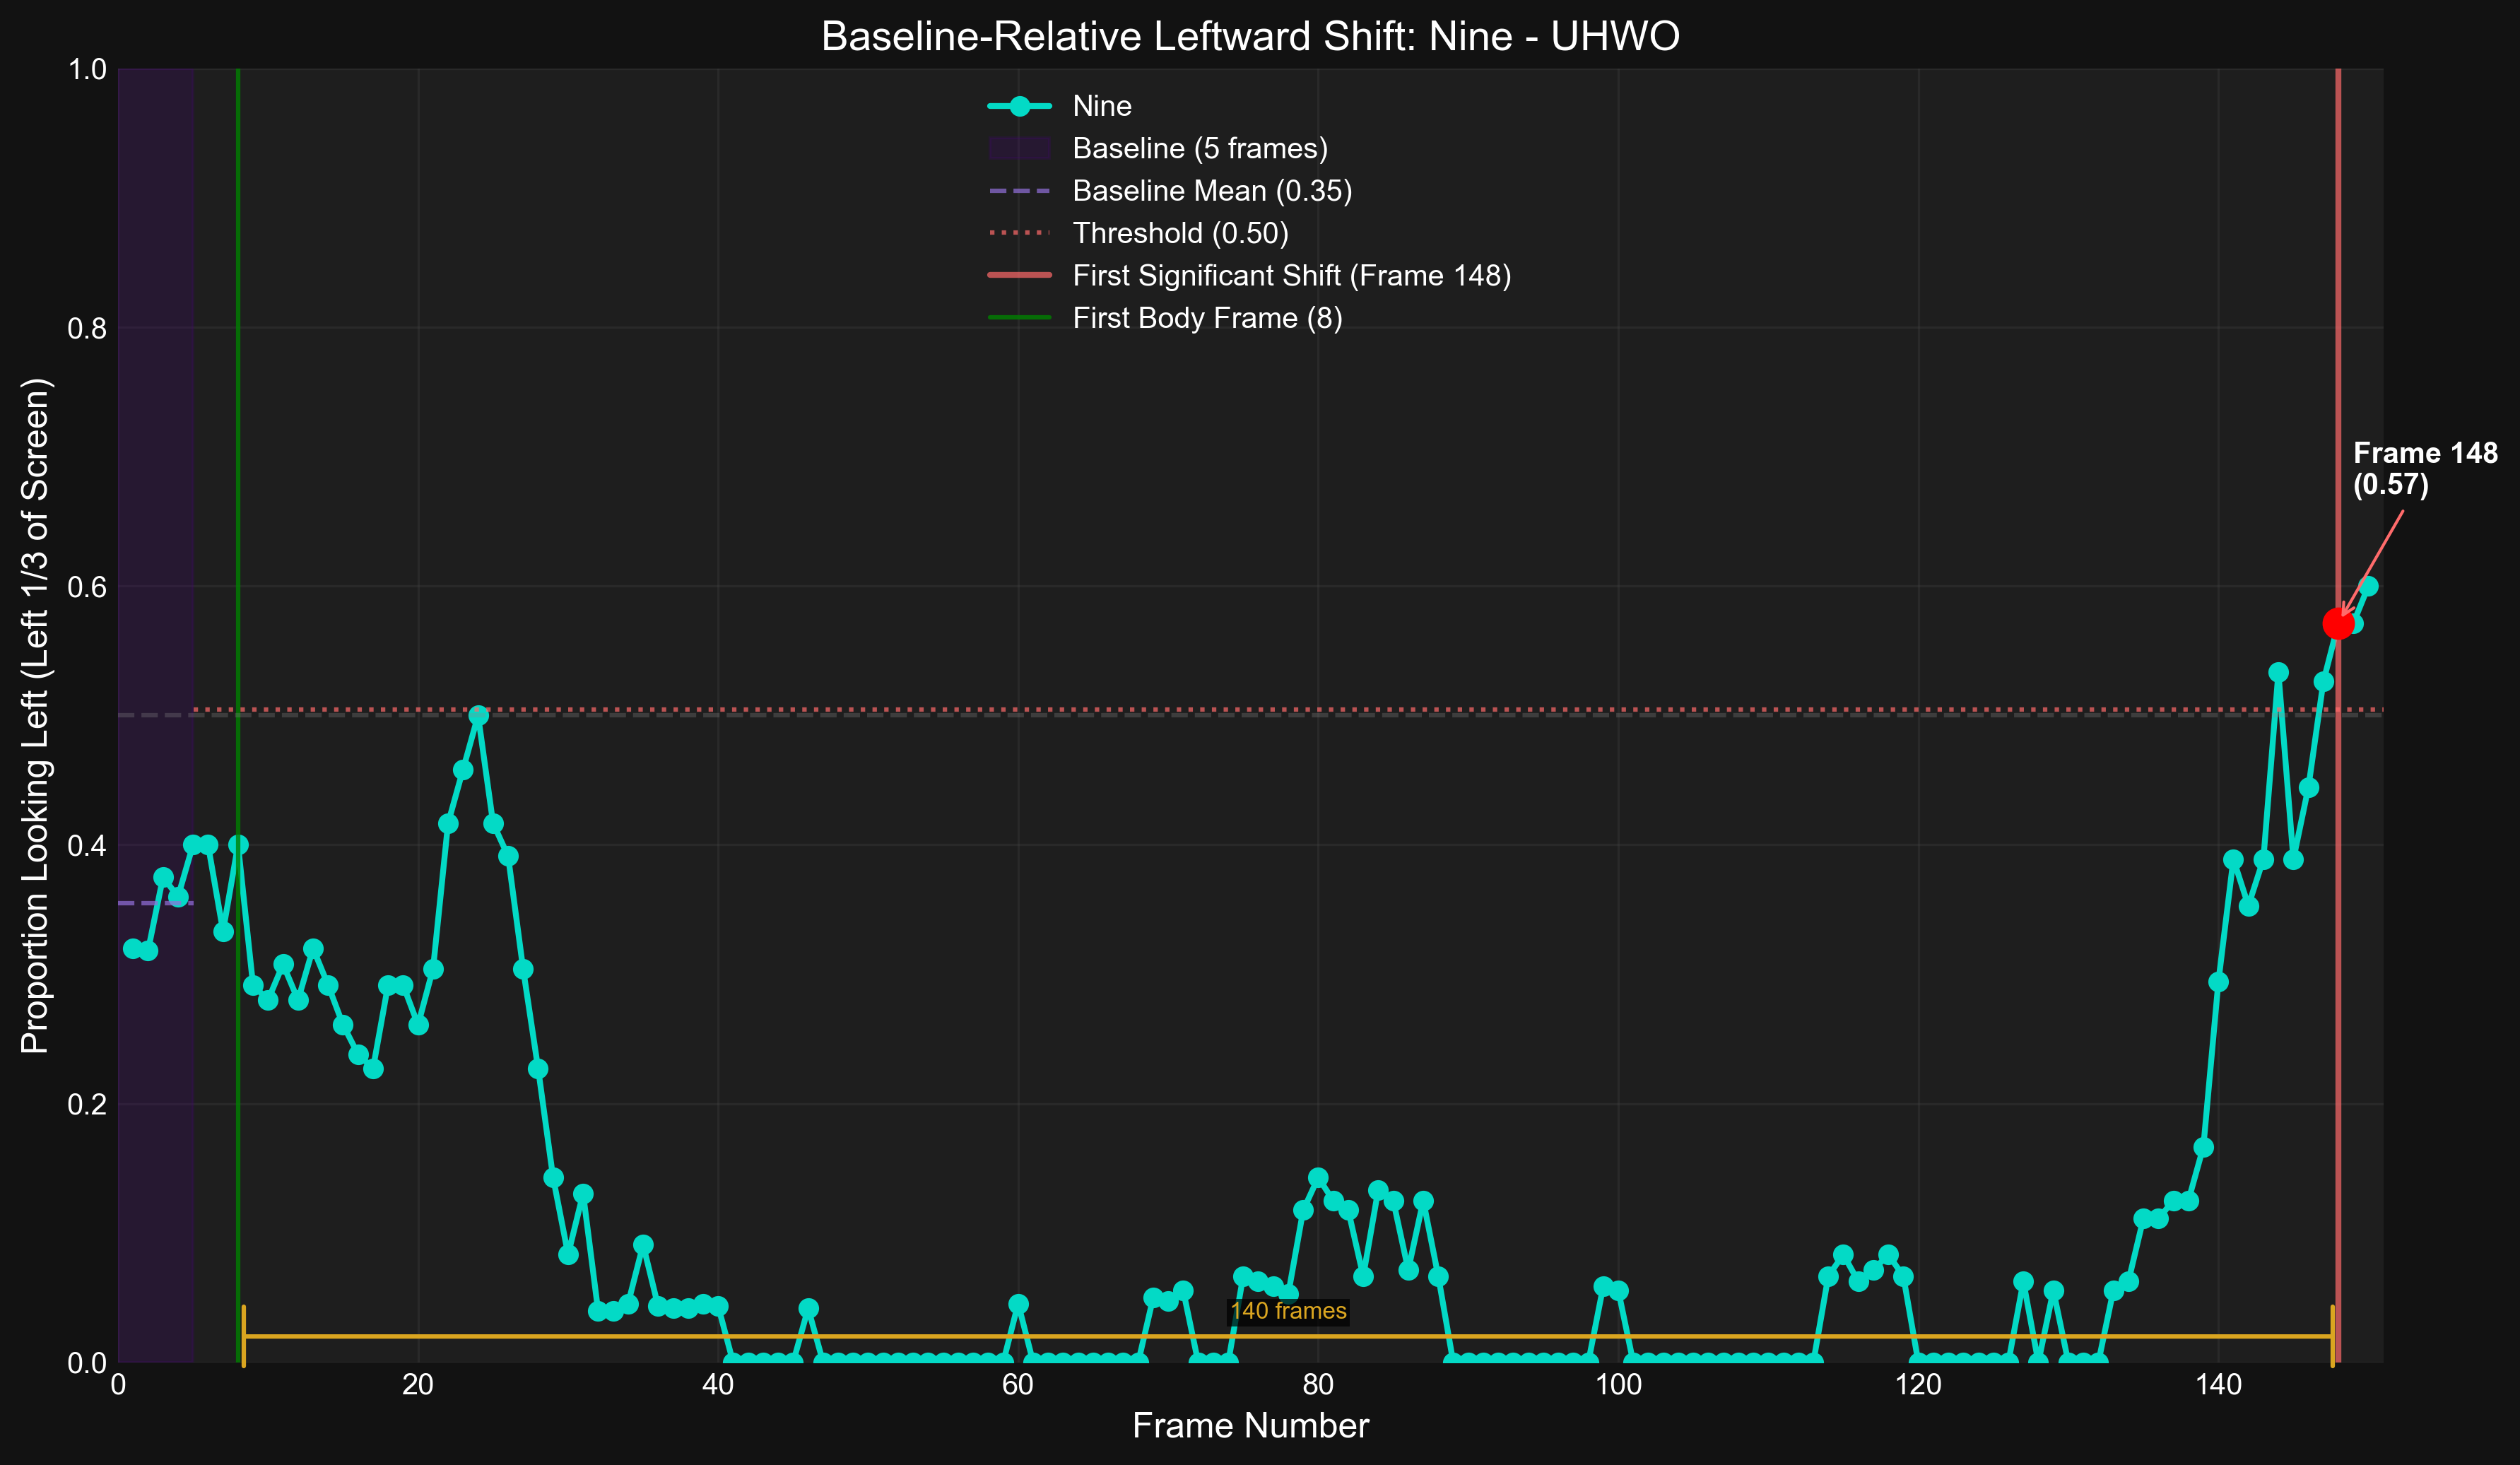 Baseline-Relative Leftward Shift: Nine - UHWO
Nine
Baseline (5 frames)
Baseline Mean (0.35)
Threshold (0.50)
First Significant Shift (Frame 148)
First Body Frame (8)
Proportion Looking Left (Left 1/3 of Screen)
1.0
0.8
0.6
0.4
0.2
0.0
Frame 148
(0.57)
140 frames
0 20 40 60 80 100 120 140
Frame Number